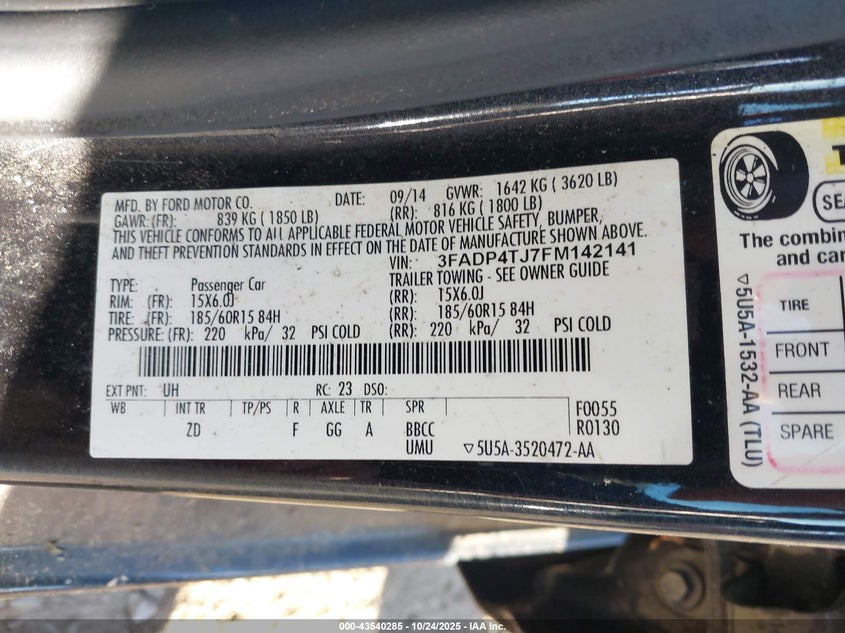 MFD. BY FORD MOTOR CO. DATE: 09/14 GVWR: 1642 KG ( 3620 LB)
GAWR: (FR): 839 KG ( 1850 LB) (RR): 816 KG ( 1800 LB)
THIS VEHICLE CONFORMS TO ALL APPLICABLE FEDERAL MOTOR VEHICLE SAFETY, BUMPER,
AND THEFT PREVENTION STANDARDS IN EFFECT ON THE DATE OF MANUFACTURE SHOWN ABOVE.
VIN: 3FADP4TJ7FM142141
TYPE: Passenger Car TRAILER TOWING - SEE OWNER GUIDE
RIM: (FR): 15X6.0J (RR): 15X6.0J
TIRE: (FR): 185/60R15 84H (RR): 185/60R15 84H
PRESSURE: (FR): 220 kPa/ 32 PSI COLD (RR): 220 kPa/ 32 PSI COLD
EXT PNT: UH RC: 23 DSO:
WB INT TR TP/PS R AXLE TR SPR F0055
ZD F GG A BBCC R0130
UMU ▽5U5A-3520472-AA
The combin
and car
TIRE
FRONT
REAR
SPARE
▽5U5A-1532-AA (TLU)
000-43540285 - 10/24/2025 - IAA Inc.